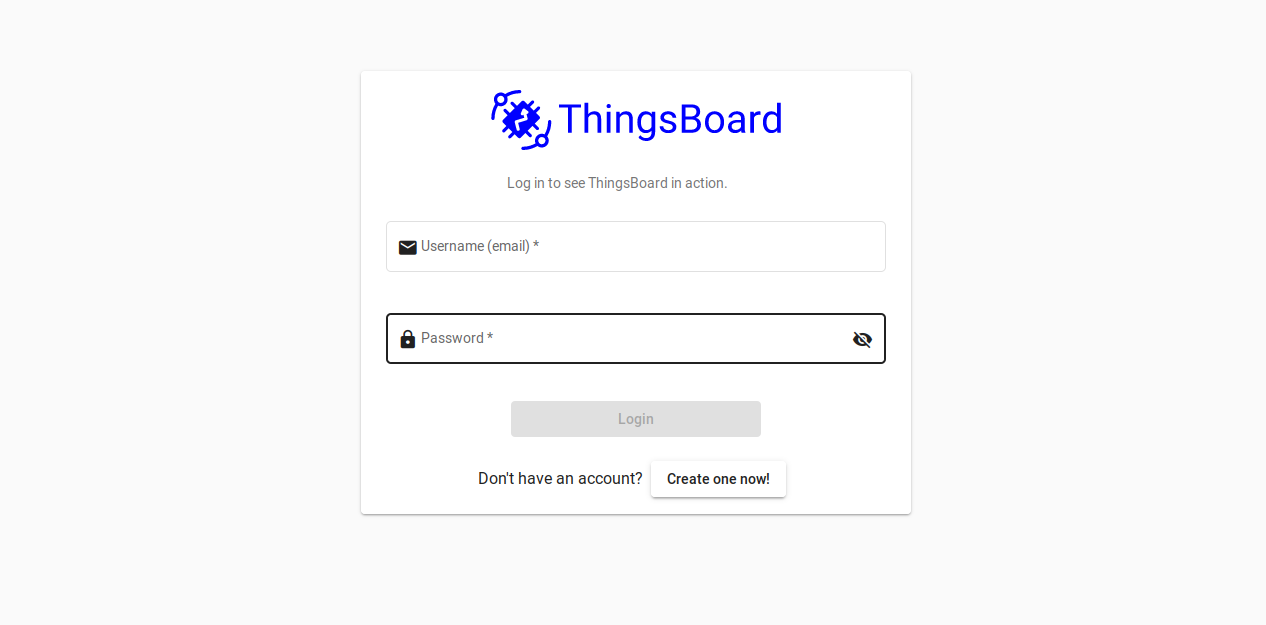 ThingsBoard
Log in to see ThingsBoard in action.
Username (email) *
Password *
Login
Don't have an account? Create one now!